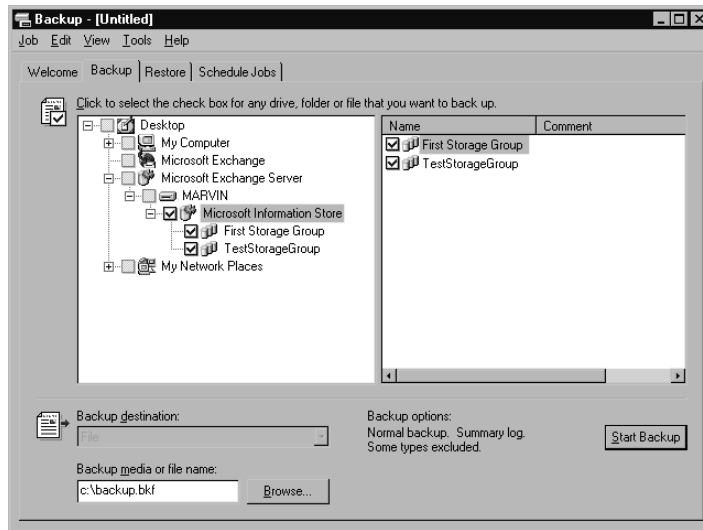 Backup - [Untitled]
Job Edit View Tools Help
Welcome Backup Restore Schedule Jobs
Click to select the check box for any drive, folder or file that you want to back up.
Desktop
My Computer
Microsoft Exchange
Microsoft Exchange Server
MARVIN
Microsoft Information Store
First Storage Group
TestStorageGroup
My Network Places
Name Comment
First Storage Group
TestStorageGroup
Backup destination:
File
Backup media or file name:
c:\backup.bkf
Browse...
Backup options:
Normal backup. Summary log.
Some types excluded.
Start Backup